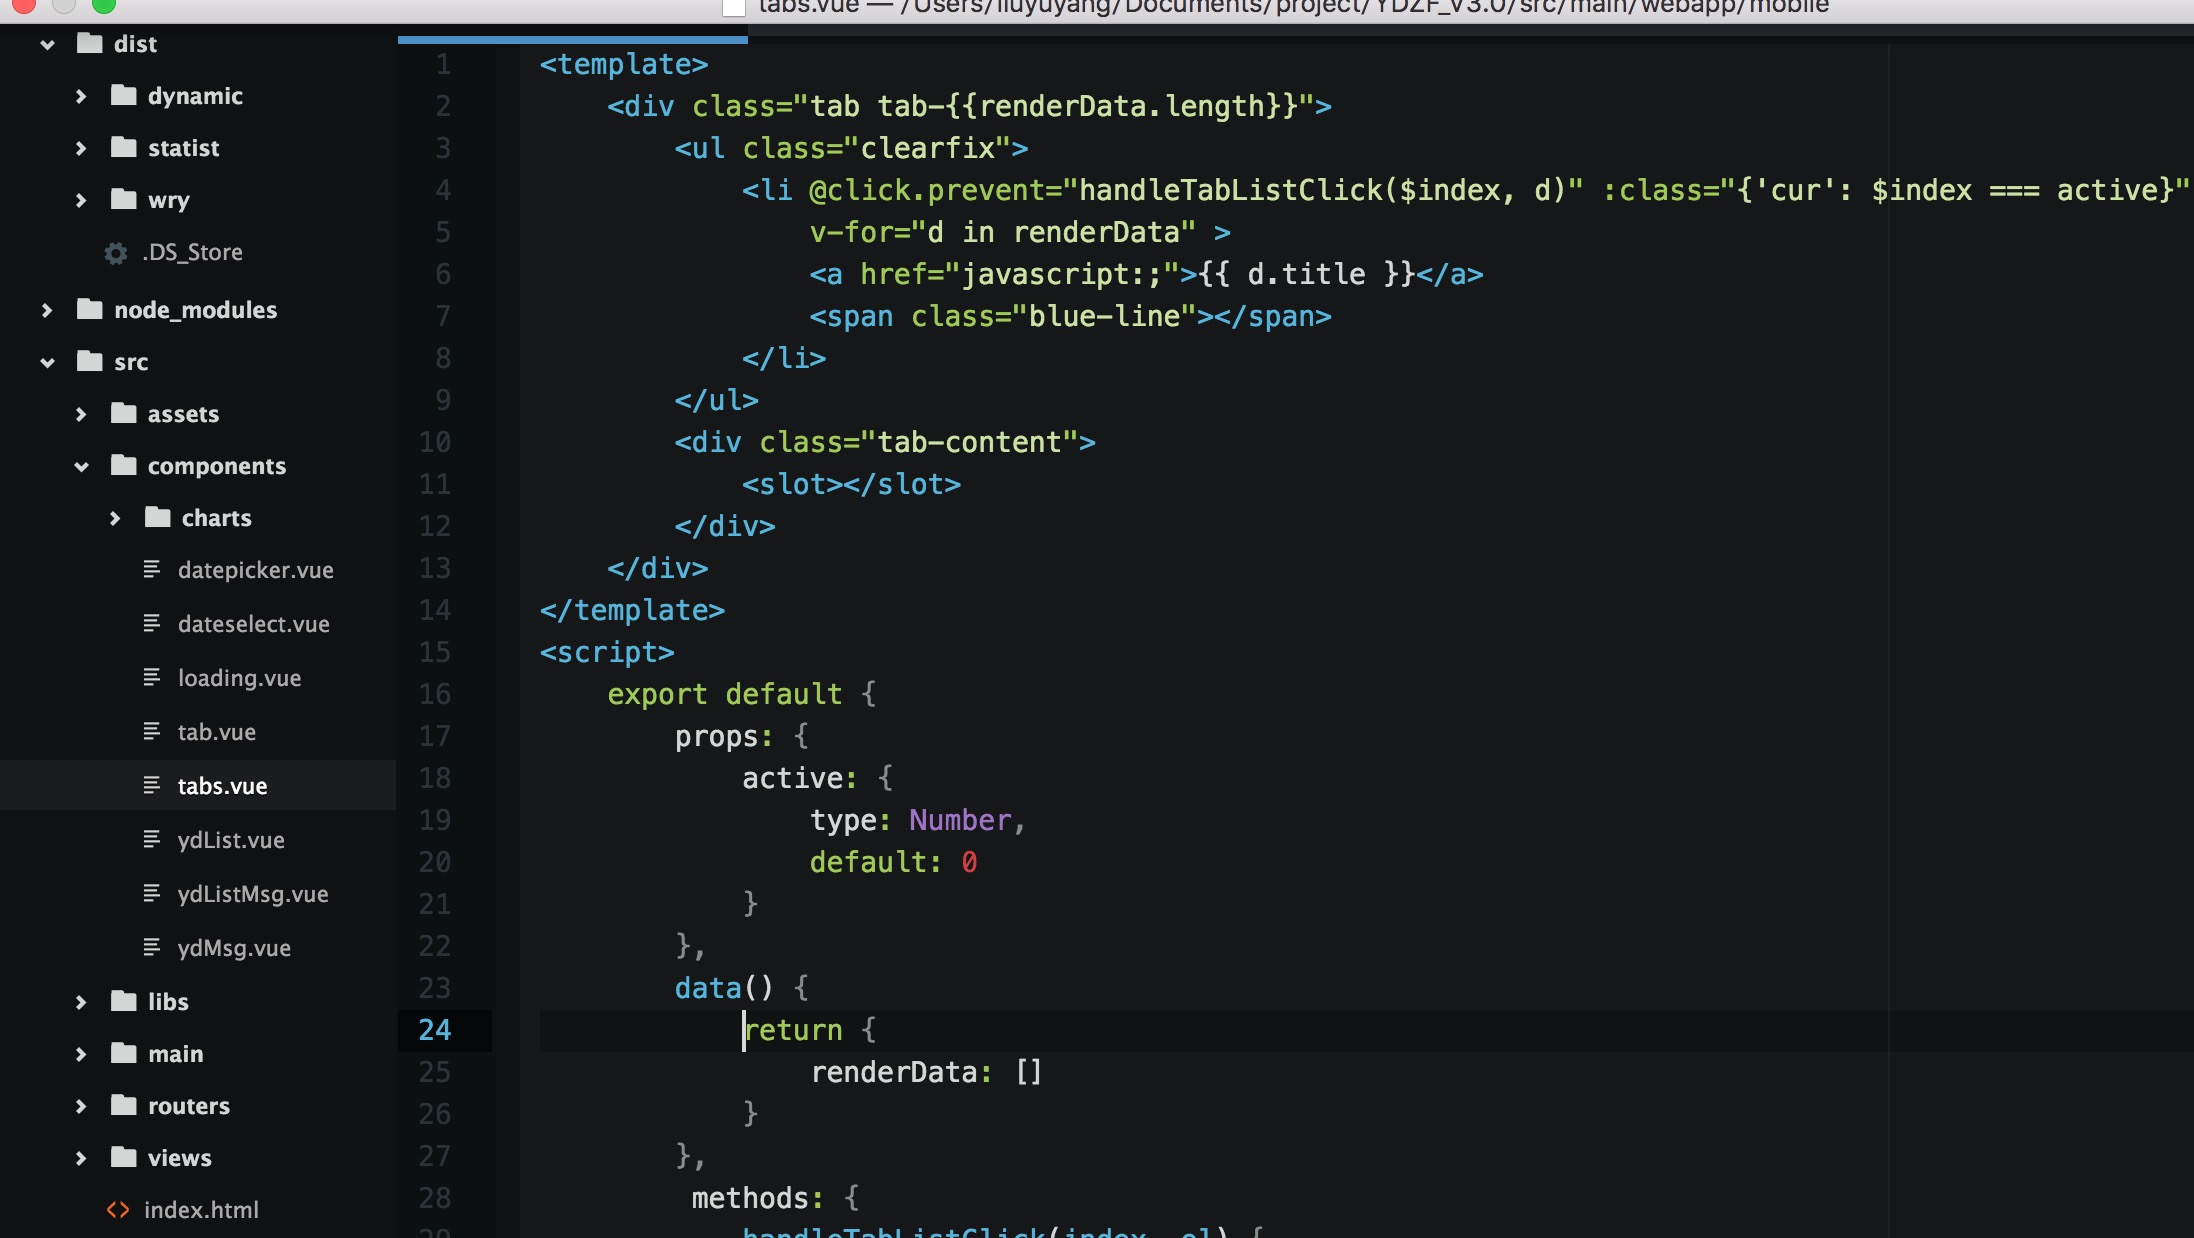 tabs.vue — /Users/liuyuyang/Documents/project/YDZF_V3.0/src/main/webapp/mobile
dist
dynamic
statist
wry
.DS_Store
node_modules
src
assets
components
charts
datepicker.vue
dateselect.vue
loading.vue
tab.vue
tabs.vue
ydList.vue
ydListMsg.vue
ydMsg.vue
libs
main
routers
views
index.html
1 <template>
2 <div class="tab tab-{{renderData.length}}">
3 <ul class="clearfix">
4 <li @click.prevent="handleTabListClick($index, d)" :class="{'cur': $index === active}"
5 v-for="d in renderData" >
6 <a href="javascript:;">{{ d.title }}</a>
7 <span class="blue-line"></span>
8 </li>
9 </ul>
10 <div class="tab-content">
11 <slot></slot>
12 </div>
13 </div>
14 </template>
15 <script>
16 export default {
17 props: {
18 active: {
19 type: Number,
20 default: 0
21 }
22 },
23 data() {
24 return {
25 renderData: []
26 }
27 },
28 methods: {
29 handleTabListClick(index, el) {